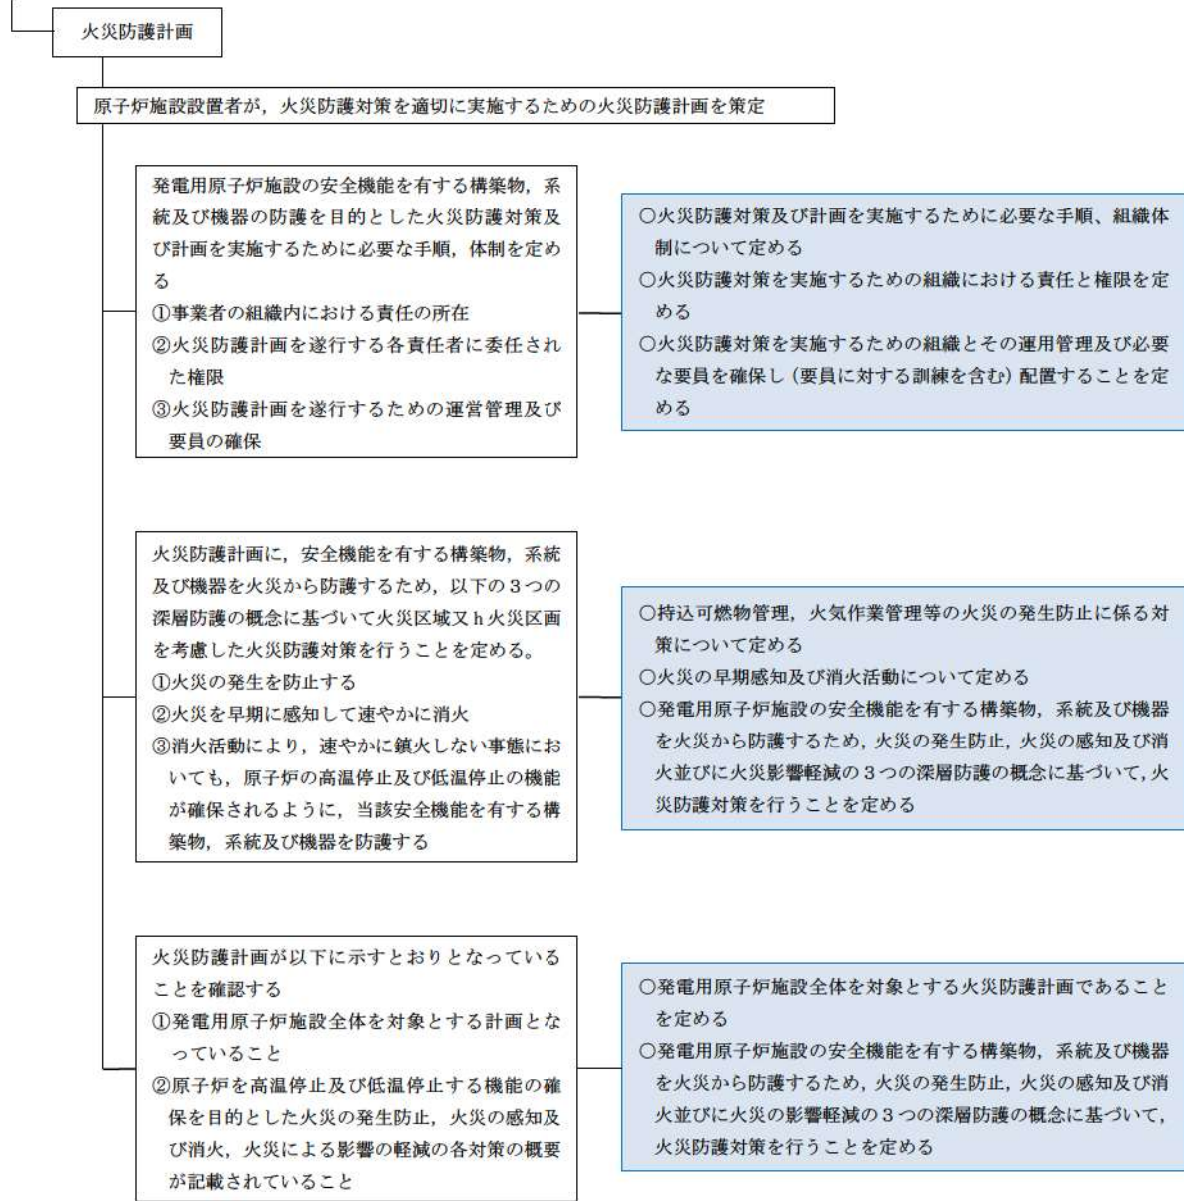 火災防護計画
原子炉施設設置者が，火災防護対策を適切に実施するための火災防護計画を策定
発電用原子炉施設の安全機能を有する構築物，系
統及び機器の防護を目的とした火災防護対策及
び計画を実施するために必要な手順，体制を定め
る
①事業者の組織内における責任の所在
②火災防護計画を遂行する各責任者に委任され
た権限
③火災防護計画を遂行するための運営管理及び
要員の確保
○火災防護対策及び計画を実施するために必要な手順、組織体
制について定める
○火災防護対策を実施するための組織における責任と権限を定
める
○火災防護対策を実施するための組織とその運用管理及び必要
な要員を確保し（要員に対する訓練を含む）配置することを定
める
火災防護計画に，安全機能を有する構築物，系統
及び機器を火災から防護するため，以下の３つの
深層防護の概念に基づいて火災区域又ｈ火災区画
を考慮した火災防護対策を行うことを定める。
①火災の発生を防止する
②火災を早期に感知して速やかに消火
③消火活動により，速やかに鎮火しない事態にお
いても，原子炉の高温停止及び低温停止の機能
が確保されるように，当該安全機能を有する構
築物，系統及び機器を防護する
○持込可燃物管理，火気作業管理等の火災の発生防止に係る対
策について定める
○火災の早期感知及び消火活動について定める
○発電用原子炉施設の安全機能を有する構築物，系統及び機器
を火災から防護するため，火災の発生防止，火災の感知及び消
火並びに火災影響軽減の３つの深層防護の概念に基づいて，火
災防護対策を行うことを定める
火災防護計画が以下に示すとおりとなっている
ことを確認する
①発電用原子炉施設全体を対象とする計画とな
っていること
②原子炉を高温停止及び低温停止する機能の確
保を目的とした火災の発生防止，火災の感知及
び消火，火災による影響の軽減の各対策の概要
が記載されていること
○発電用原子炉施設全体を対象とする火災防護計画であること
を定める
○発電用原子炉施設の安全機能を有する構築物，系統及び機器
を火災から防護するため，火災の発生防止，火災の感知及び消
火並びに火災の影響軽減の３つの深層防護の概念に基づいて，
火災防護対策を行うことを定める